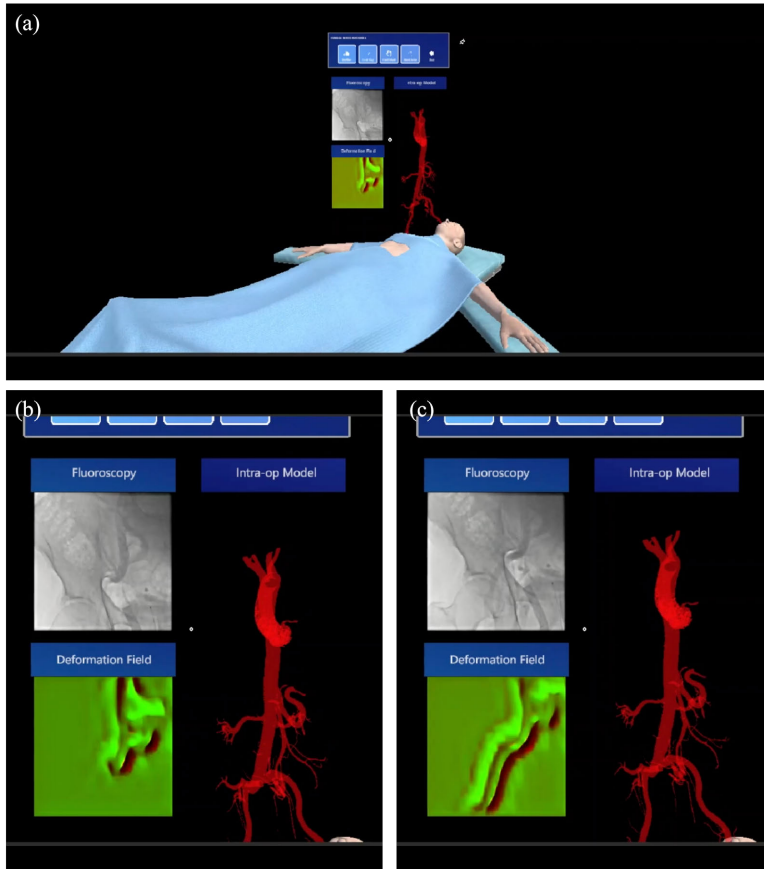 (a)
Fluoroscopy
Intra-op Model
Deformation Field
(b)
Fluoroscopy
Intra-op Model
Deformation Field
(c)
Fluoroscopy
Intra-op Model
Deformation Field